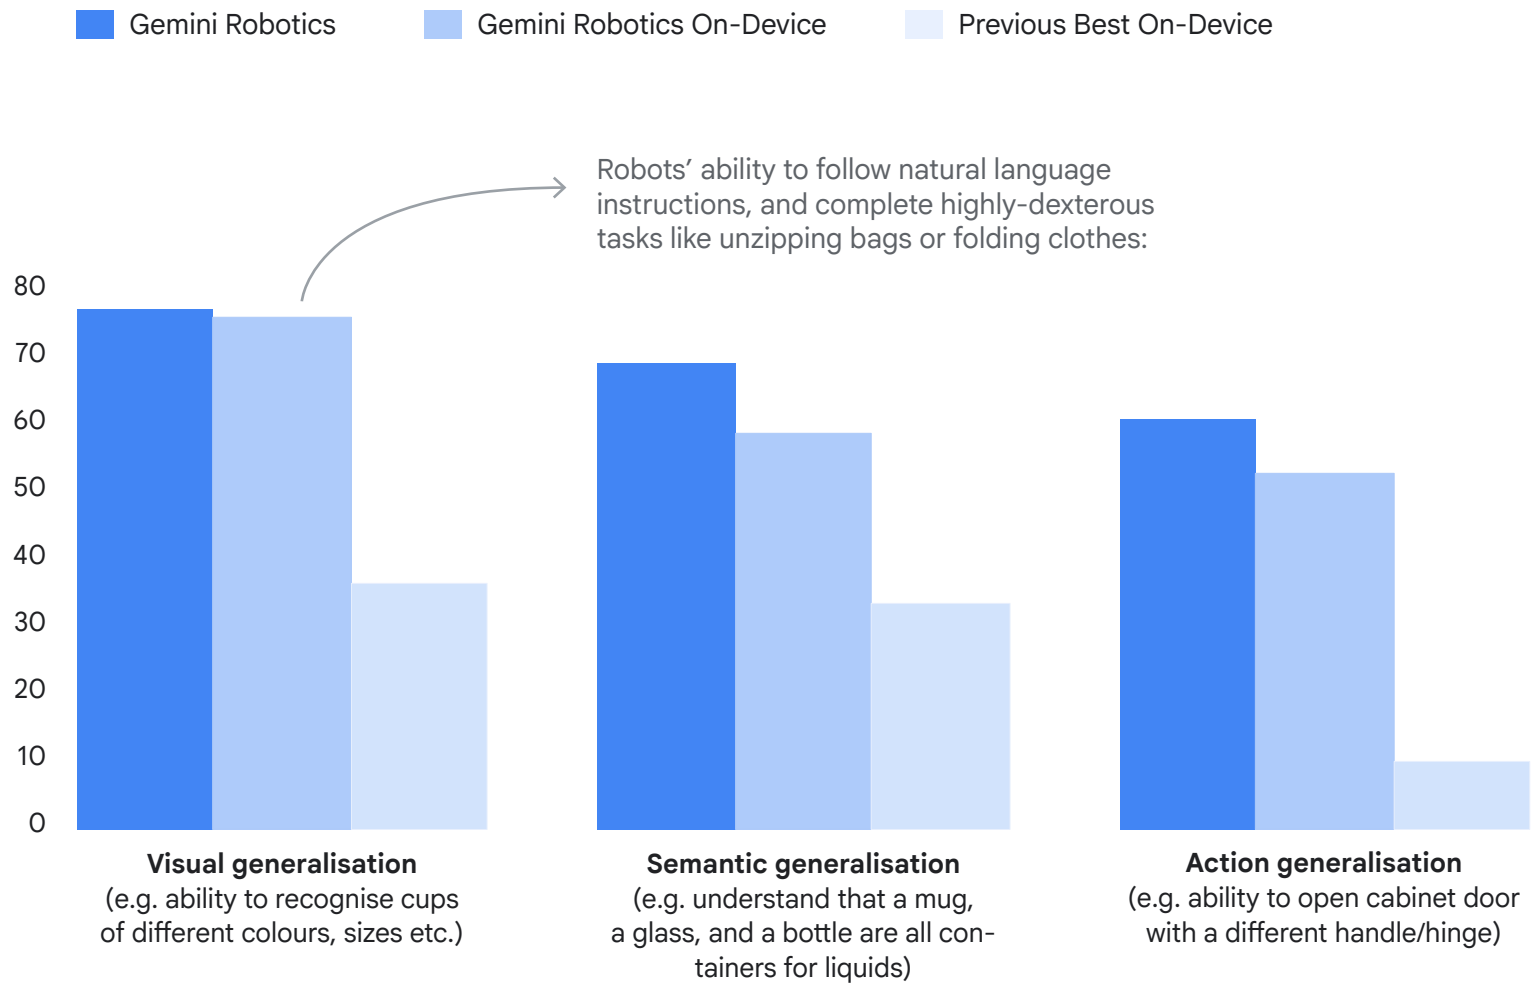 Gemini Robotics
Gemini Robotics On-Device
Previous Best On-Device
Robots’ ability to follow natural language
instructions, and complete highly-dexterous
tasks like unzipping bags or folding clothes:
80
70
60
50
40
30
20
10
0
Visual generalisation
(e.g. ability to recognise cups
of different colours, sizes etc.)
Semantic generalisation
(e.g. understand that a mug,
a glass, and a bottle are all con-
tainers for liquids)
Action generalisation
(e.g. ability to open cabinet door
with a different handle/hinge)